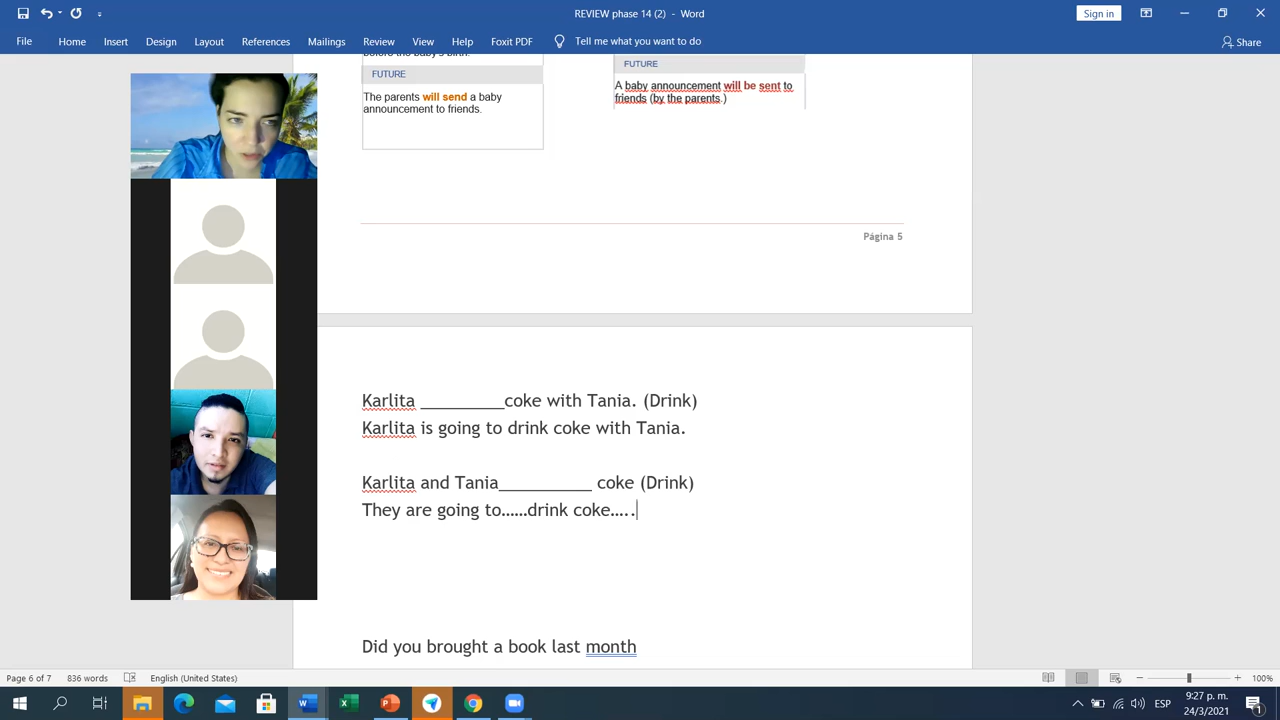 REVIEW phase 14 (2) - Word
Sign in
File
Home
Insert
Design
Layout
References
Mailings
Review
View
Help
Foxit PDF
Tell me what you want to do
Share
before the baby's birth.
FUTURE
The parents will send a baby
announcement to friends.
FUTURE
A baby announcement will be sent to
friends (by the parents.)
Página 5
Karlita _________coke with Tania. (Drink)
Karlita is going to drink coke with Tania.
Karlita and Tania__________ coke (Drink)
They are going to……drink coke…..
Did you brought a book last month
Page 6 of 7
836 words
English (United States)
100%
ESP
9:27 p. m.
24/3/2021